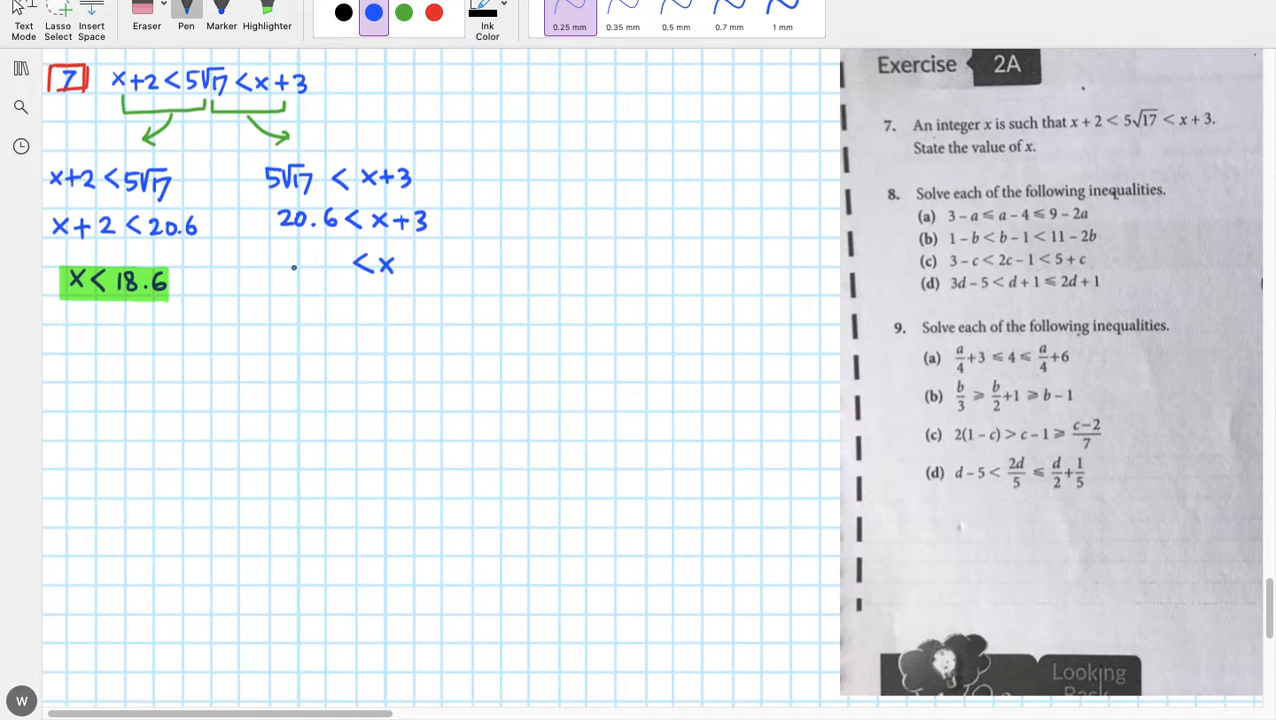 Text Mode
Lasso Select
Insert Space
Eraser
Pen
Marker
Highlighter
Ink Color
0.25 mm
0.35 mm
0.5 mm
0.7 mm
1 mm
7 x+2 < 5√17 < x+3
x+2 < 5√17
5√17 < x+3
x+2 < 20.6
20.6 < x+3
< x
x < 18.6
W
Exercise 2A
7. An integer x is such that x + 2 < 5√17 < x + 3.
State the value of x.
8. Solve each of the following inequalities.
(a) 3 – a ⩽ a – 4 ⩽ 9 – 2a
(b) 1 – b < b – 1 < 11 – 2b
(c) 3 – c < 2c – 1 < 5 + c
(d) 3d – 5 < d + 1 ⩽ 2d + 1
9. Solve each of the following inequalities.
(a) a/4 + 3 ⩽ 4 ⩽ a/4 + 6
(b) b/3 ⩾ b/2 + 1 ⩾ b – 1
(c) 2(1 – c) > c – 1 ⩾ c–2/7
(d) d – 5 < 2d/5 ⩽ d/2 + 1/5
Looking